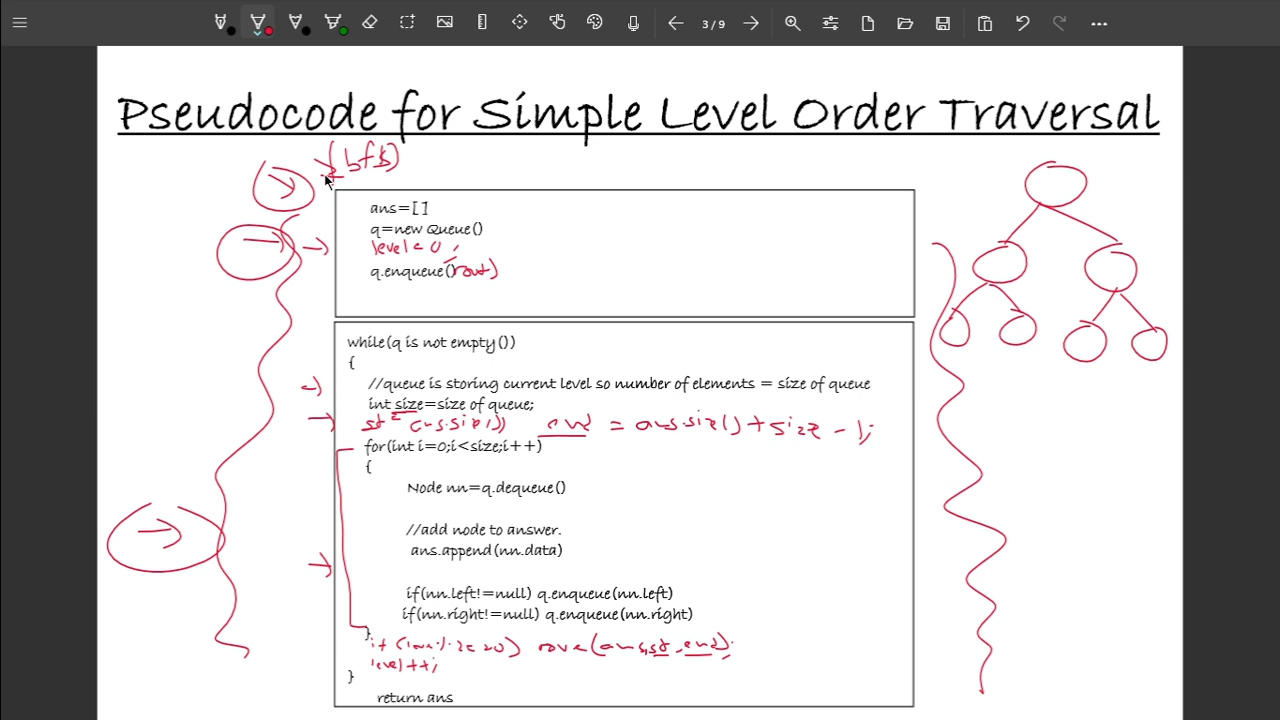 3/9
Pseudocode for Simple Level Order Traversal
(bfs)
ans=[]
q=new Queue()
level = 0;
q.enqueue(root)
while(q is not empty())
{
//queue is storing current level so number of elements = size of queue
int size=size of queue;
st = ans.size() end = ans.size()+size-1;
for(int i=0;i<size;i++)
{
Node nn=q.dequeue()
//add node to answer.
ans.append(nn.data)
if(nn.left!=null) q.enqueue(nn.left)
if(nn.right!=null) q.enqueue(nn.right)
}
(ans,st,end);
level++;
}
return ans